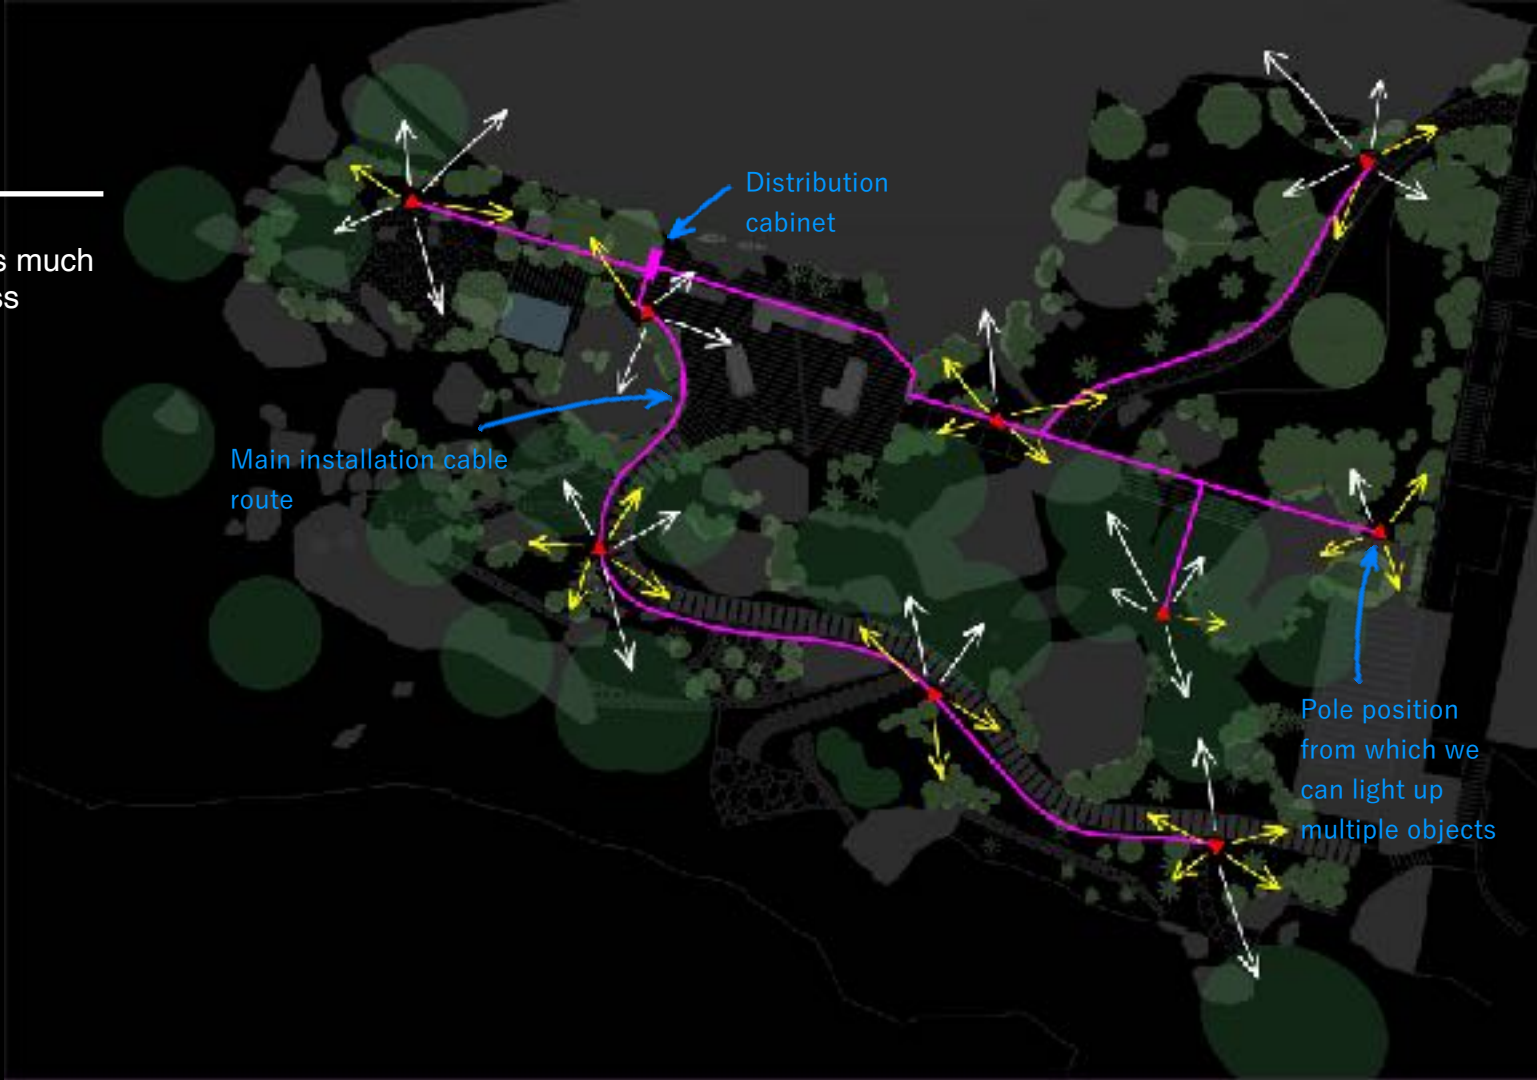 s much
ss
Distribution
cabinet
Main installation cable
route
Pole position
from which we
can light up
multiple objects